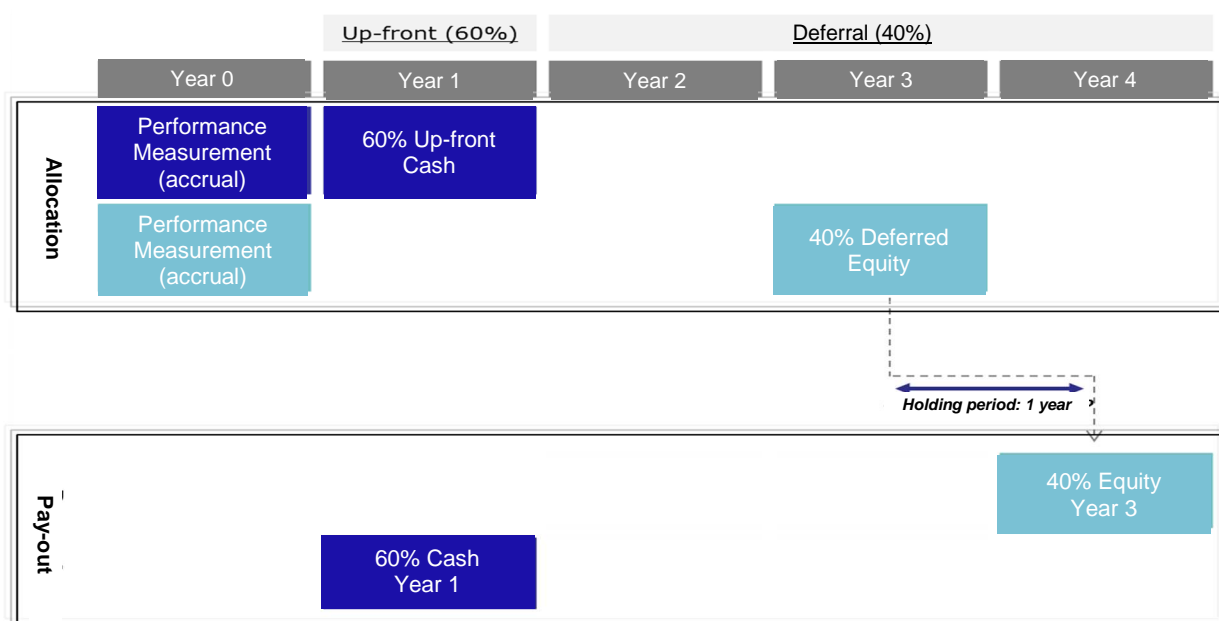 Up-front (60%)
Deferral (40%)
Year 0
Year 1
Year 2
Year 3
Year 4
Allocation
Performance
Measurement
(accrual)
60% Up-front
Cash
Performance
Measurement
(accrual)
40% Deferred
Equity
Holding period: 1 year
Pay-out
40% Equity
Year 3
60% Cash
Year 1